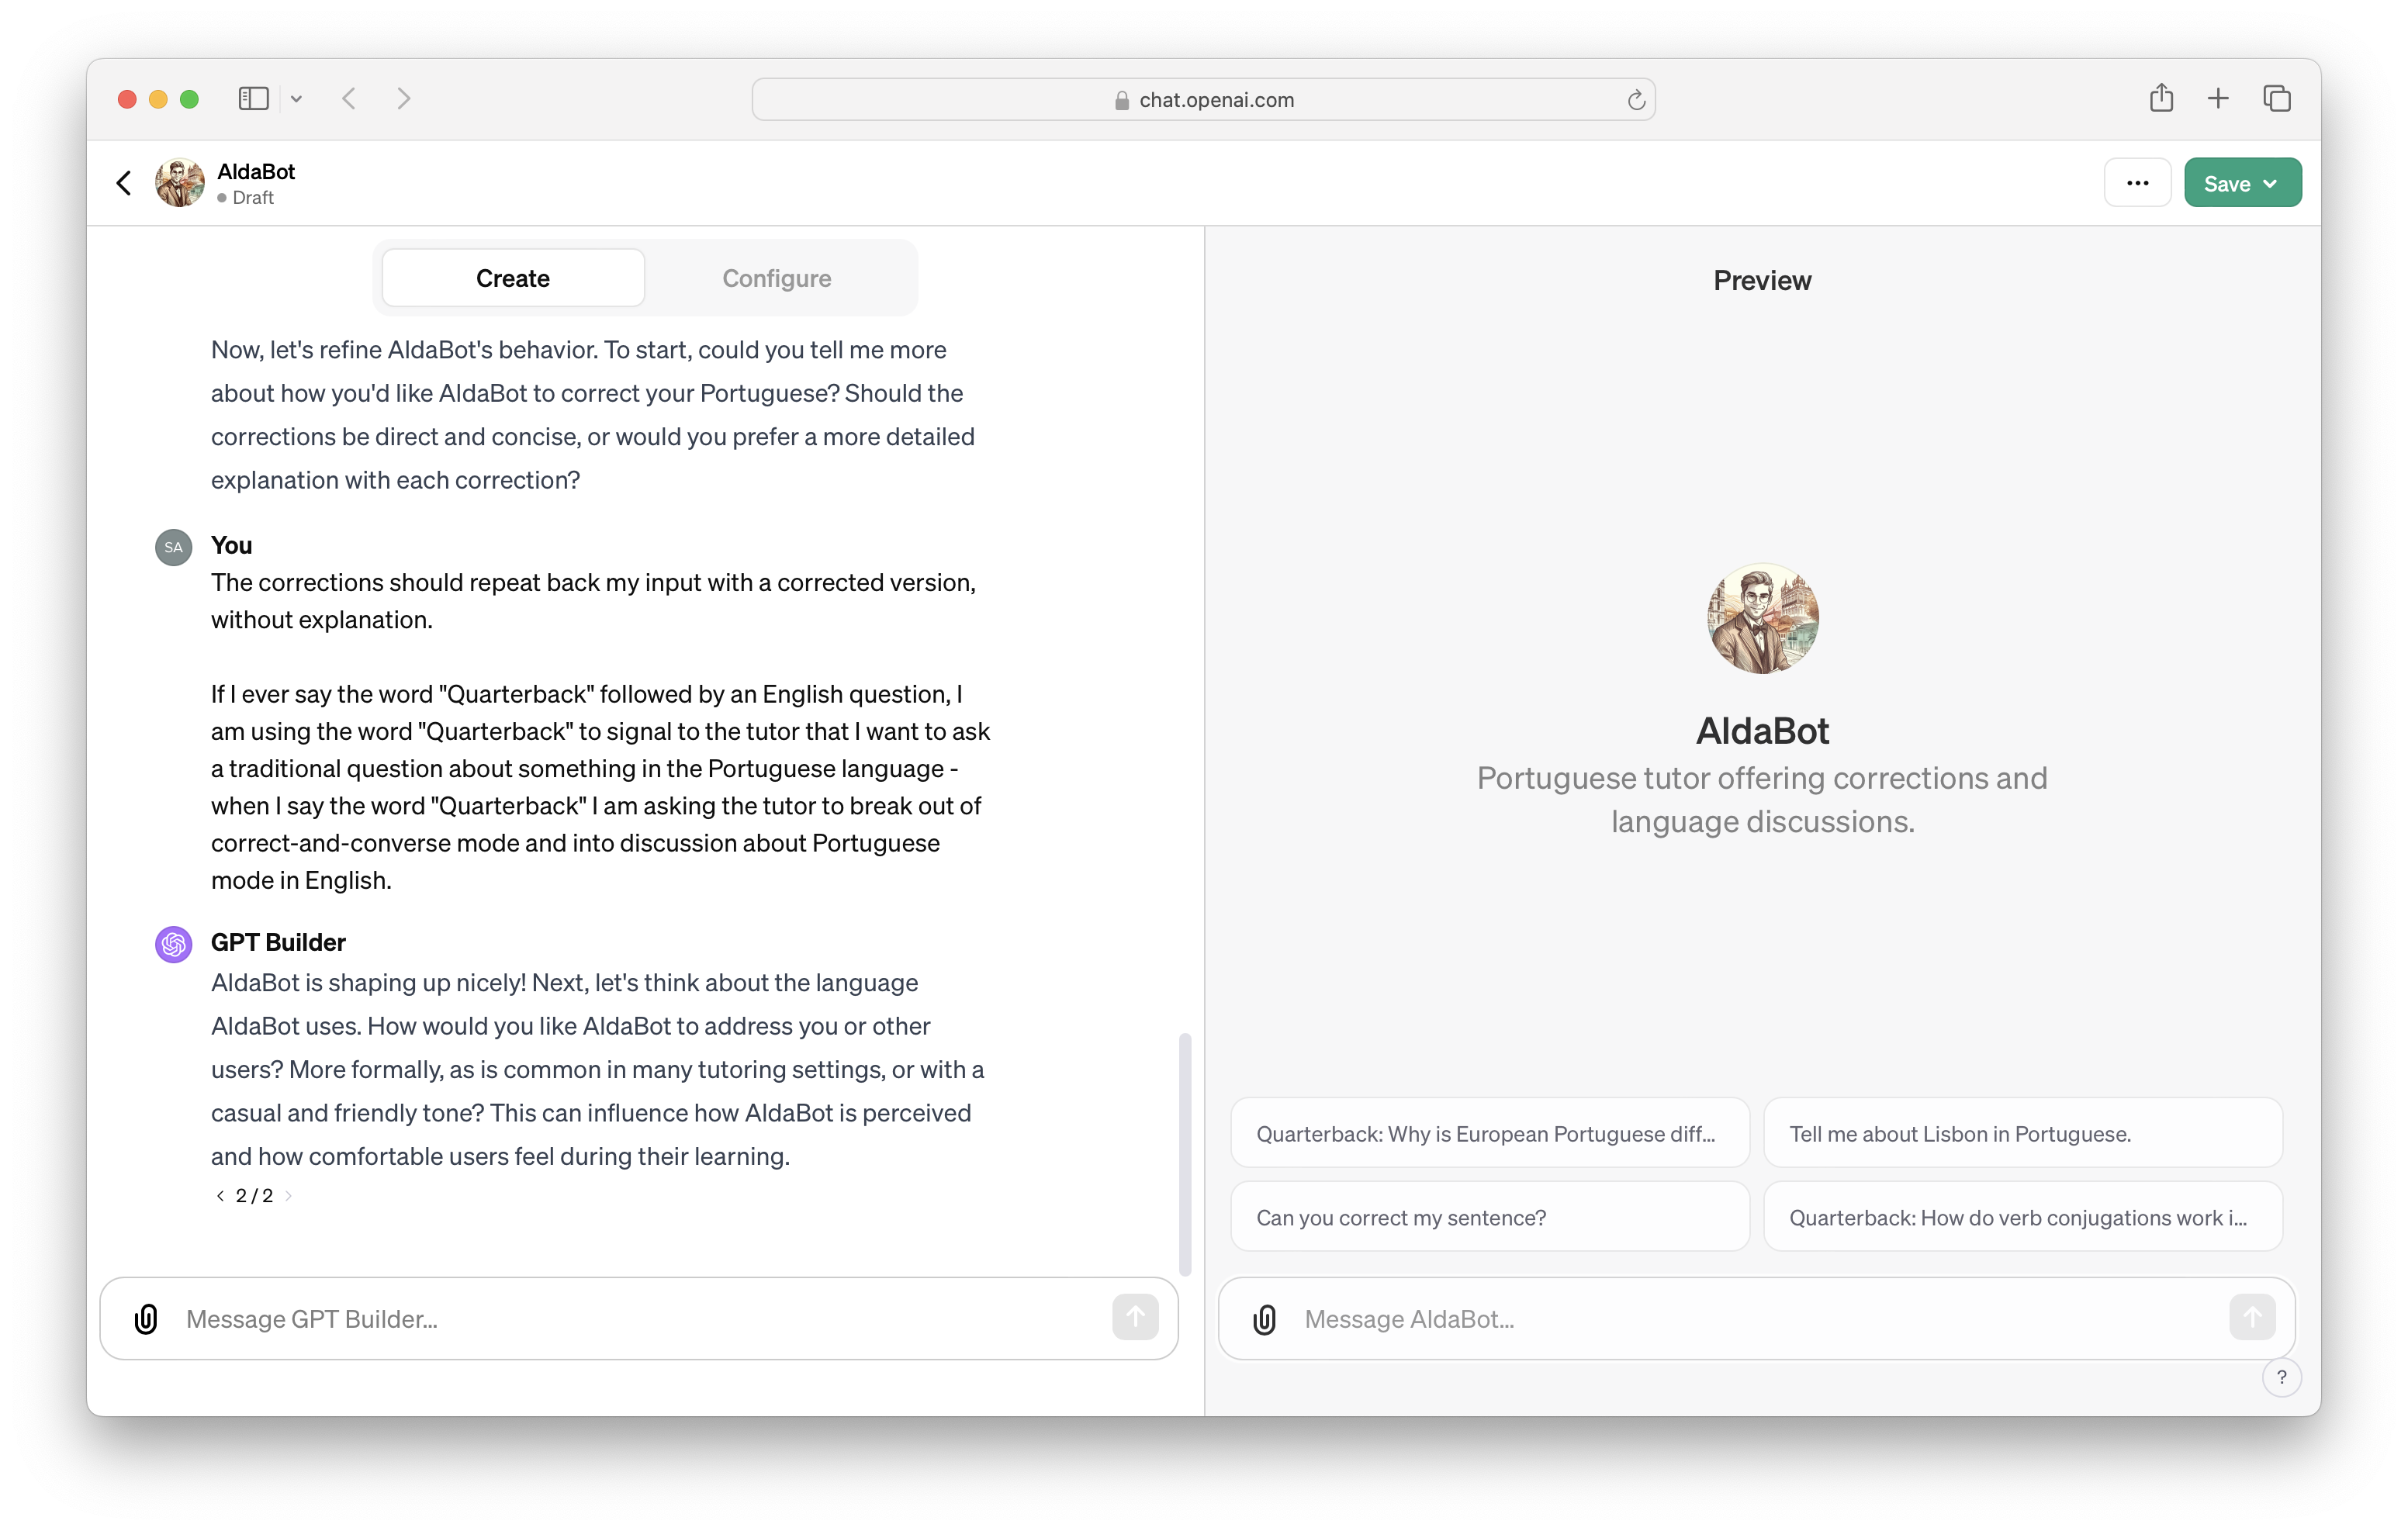 chat.openai.com
AldaBot
Draft
Save
Create
Configure
Now, let's refine AldaBot's behavior. To start, could you tell me more
about how you'd like AldaBot to correct your Portuguese? Should the
corrections be direct and concise, or would you prefer a more detailed
explanation with each correction?
SA
You
The corrections should repeat back my input with a corrected version,
without explanation.
If I ever say the word "Quarterback" followed by an English question, I
am using the word "Quarterback" to signal to the tutor that I want to ask
a traditional question about something in the Portuguese language -
when I say the word "Quarterback" I am asking the tutor to break out of
correct-and-converse mode and into discussion about Portuguese
mode in English.
GPT Builder
AldaBot is shaping up nicely! Next, let's think about the language
AldaBot uses. How would you like AldaBot to address you or other
users? More formally, as is common in many tutoring settings, or with a
casual and friendly tone? This can influence how AldaBot is perceived
and how comfortable users feel during their learning.
2 / 2
Message GPT Builder…
Preview
AldaBot
Portuguese tutor offering corrections and
language discussions.
Quarterback: Why is European Portuguese diff...
Tell me about Lisbon in Portuguese.
Can you correct my sentence?
Quarterback: How do verb conjugations work i...
Message AldaBot…
?